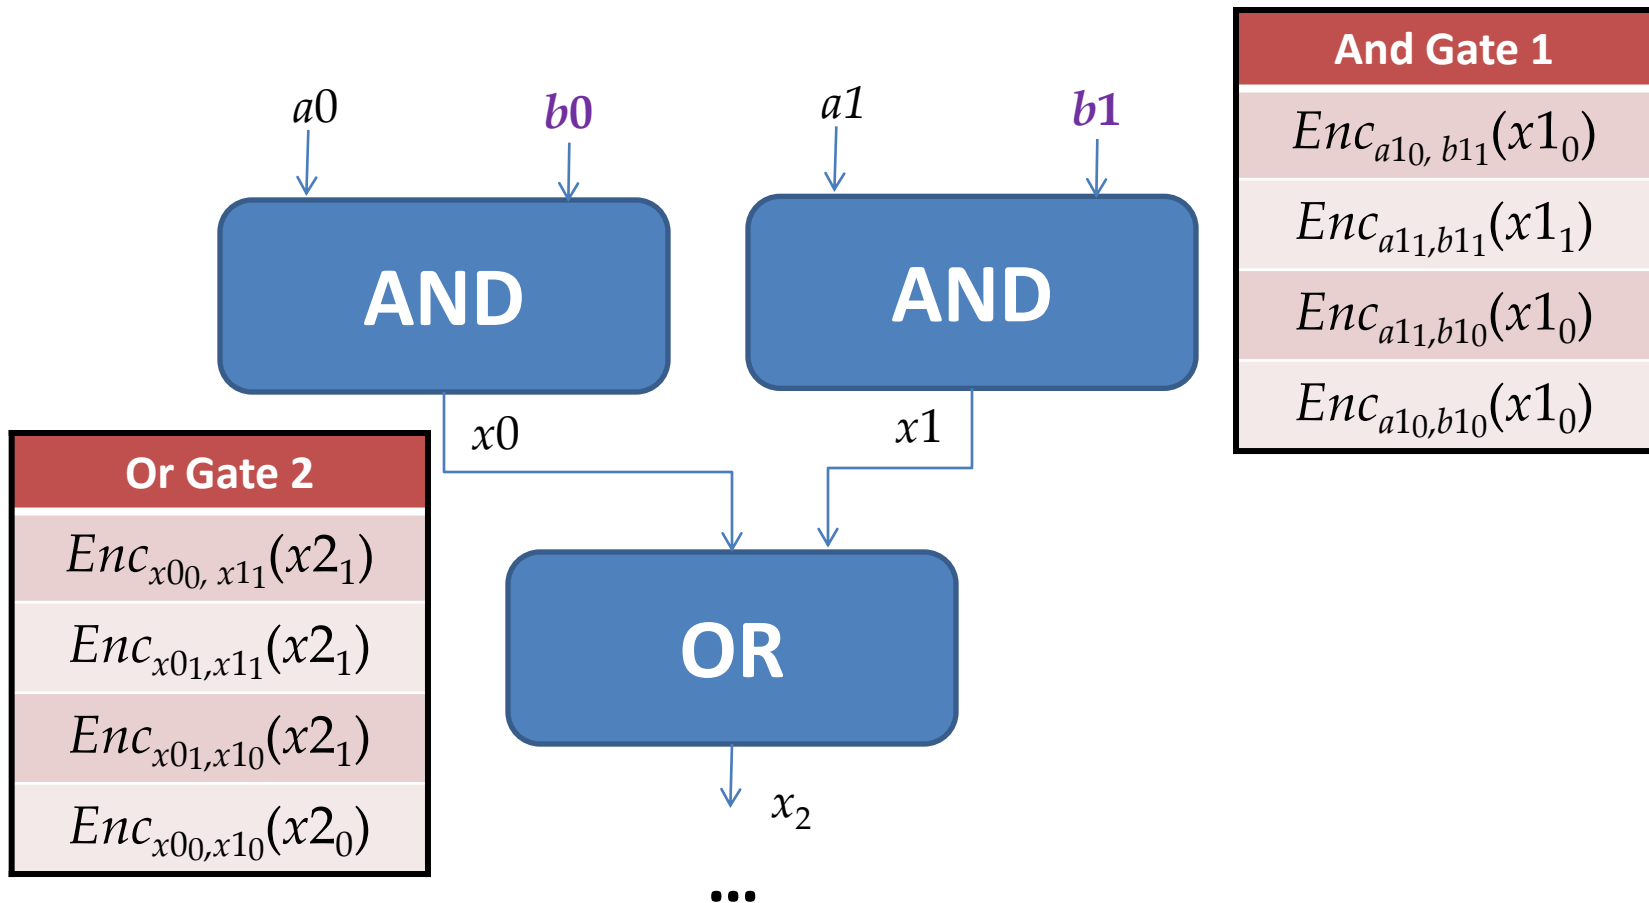 And Gate 1
a0
b0
a1
b1
Enc_{a1_0, b1_1}(x1_0)
Enc_{a1_1,b1_1}(x1_1)
AND
AND
Enc_{a1_1,b1_0}(x1_0)
Enc_{a1_0,b1_0}(x1_0)
x0
x1
Or Gate 2
Enc_{x0_0, x1_1}(x2_1)
Enc_{x0_1,x1_1}(x2_1)
OR
Enc_{x0_1,x1_0}(x2_1)
Enc_{x0_0,x1_0}(x2_0)
x_2
...